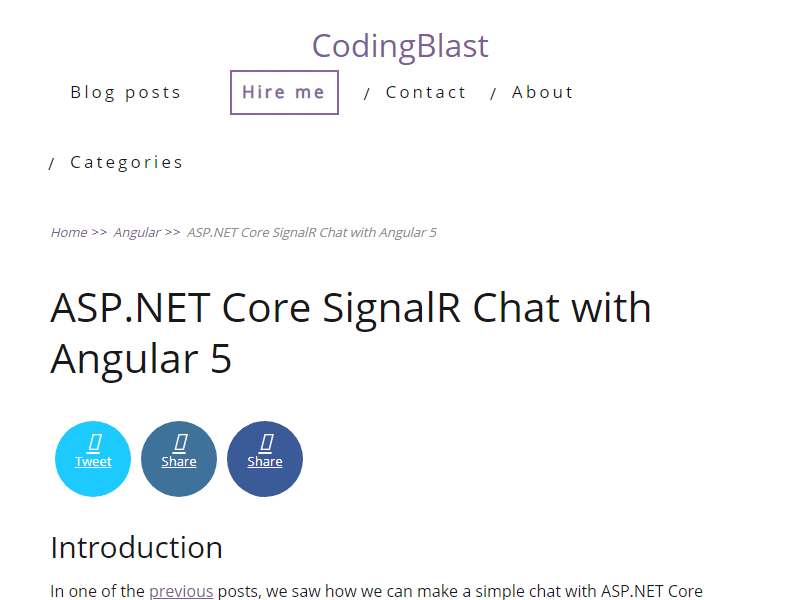 CodingBlast
Blog posts Hire me / Contact / About
/ Categories
Home >> Angular >> ASP.NET Core SignalR Chat with Angular 5
ASP.NET Core SignalR Chat with
Angular 5
Tweet Share Share
Introduction
In one of the previous posts, we saw how we can make a simple chat with ASP.NET Core